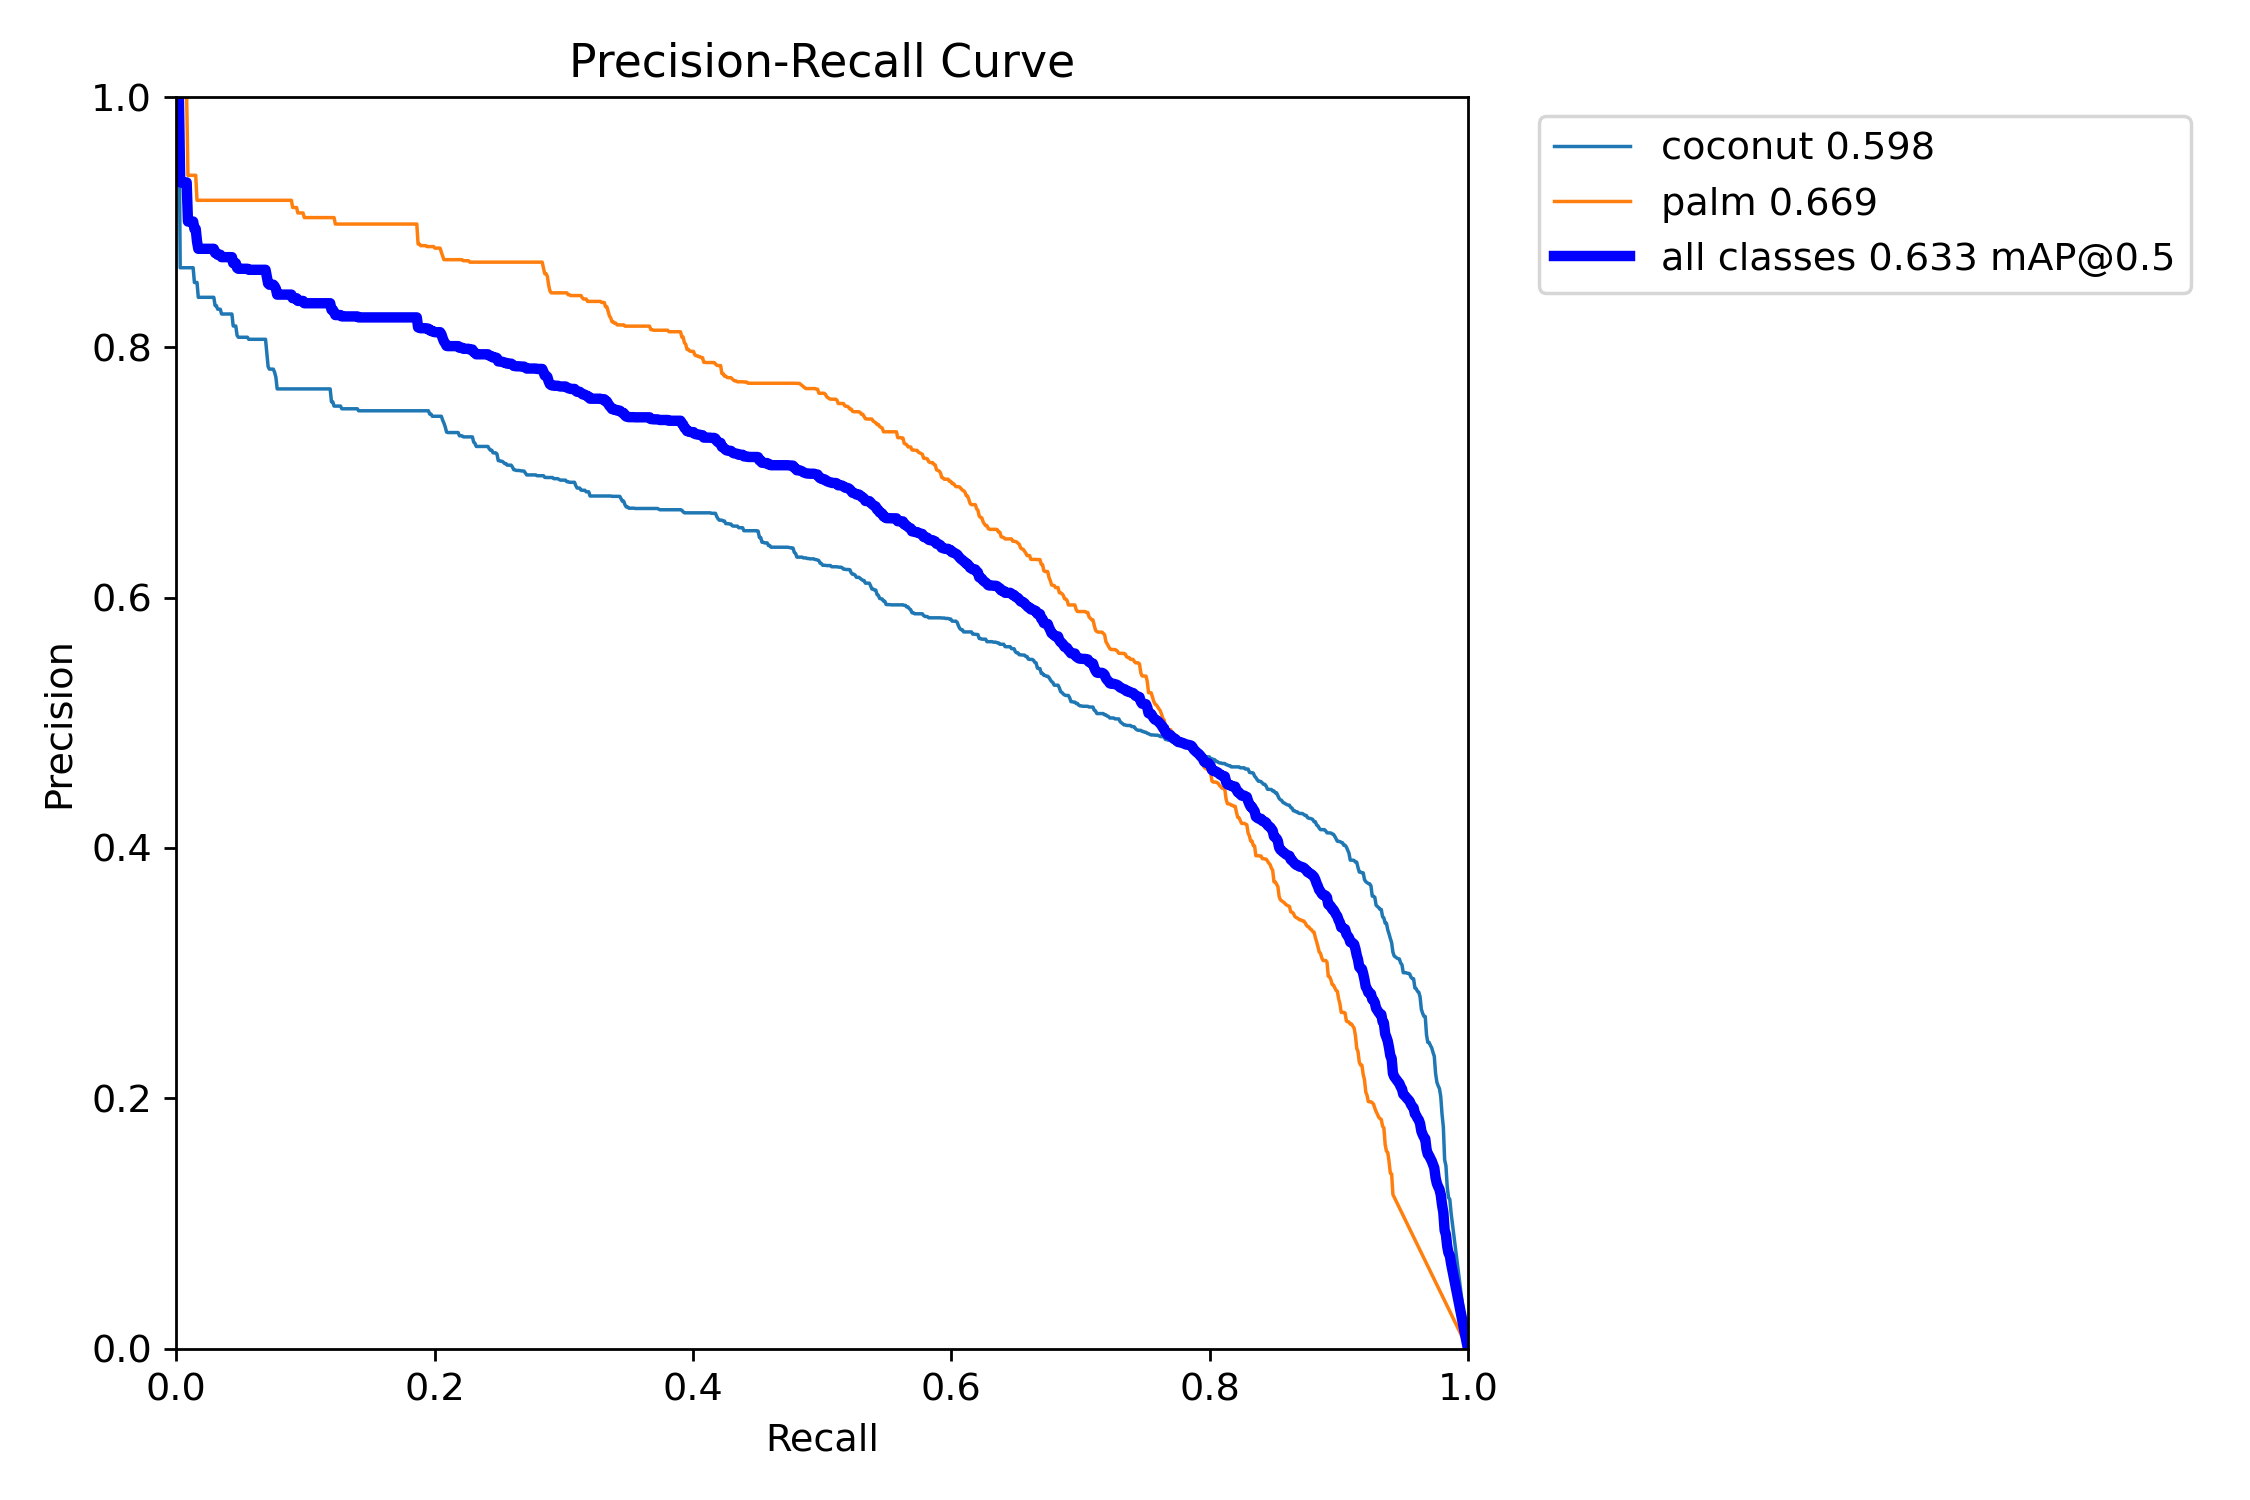 Precision-Recall Curve
1.0
0.8
0.6
0.4
0.2
0.0
Precision
0.0 0.2 0.4 0.6 0.8 1.0
Recall
coconut 0.598
palm 0.669
all classes 0.633 mAP@0.5